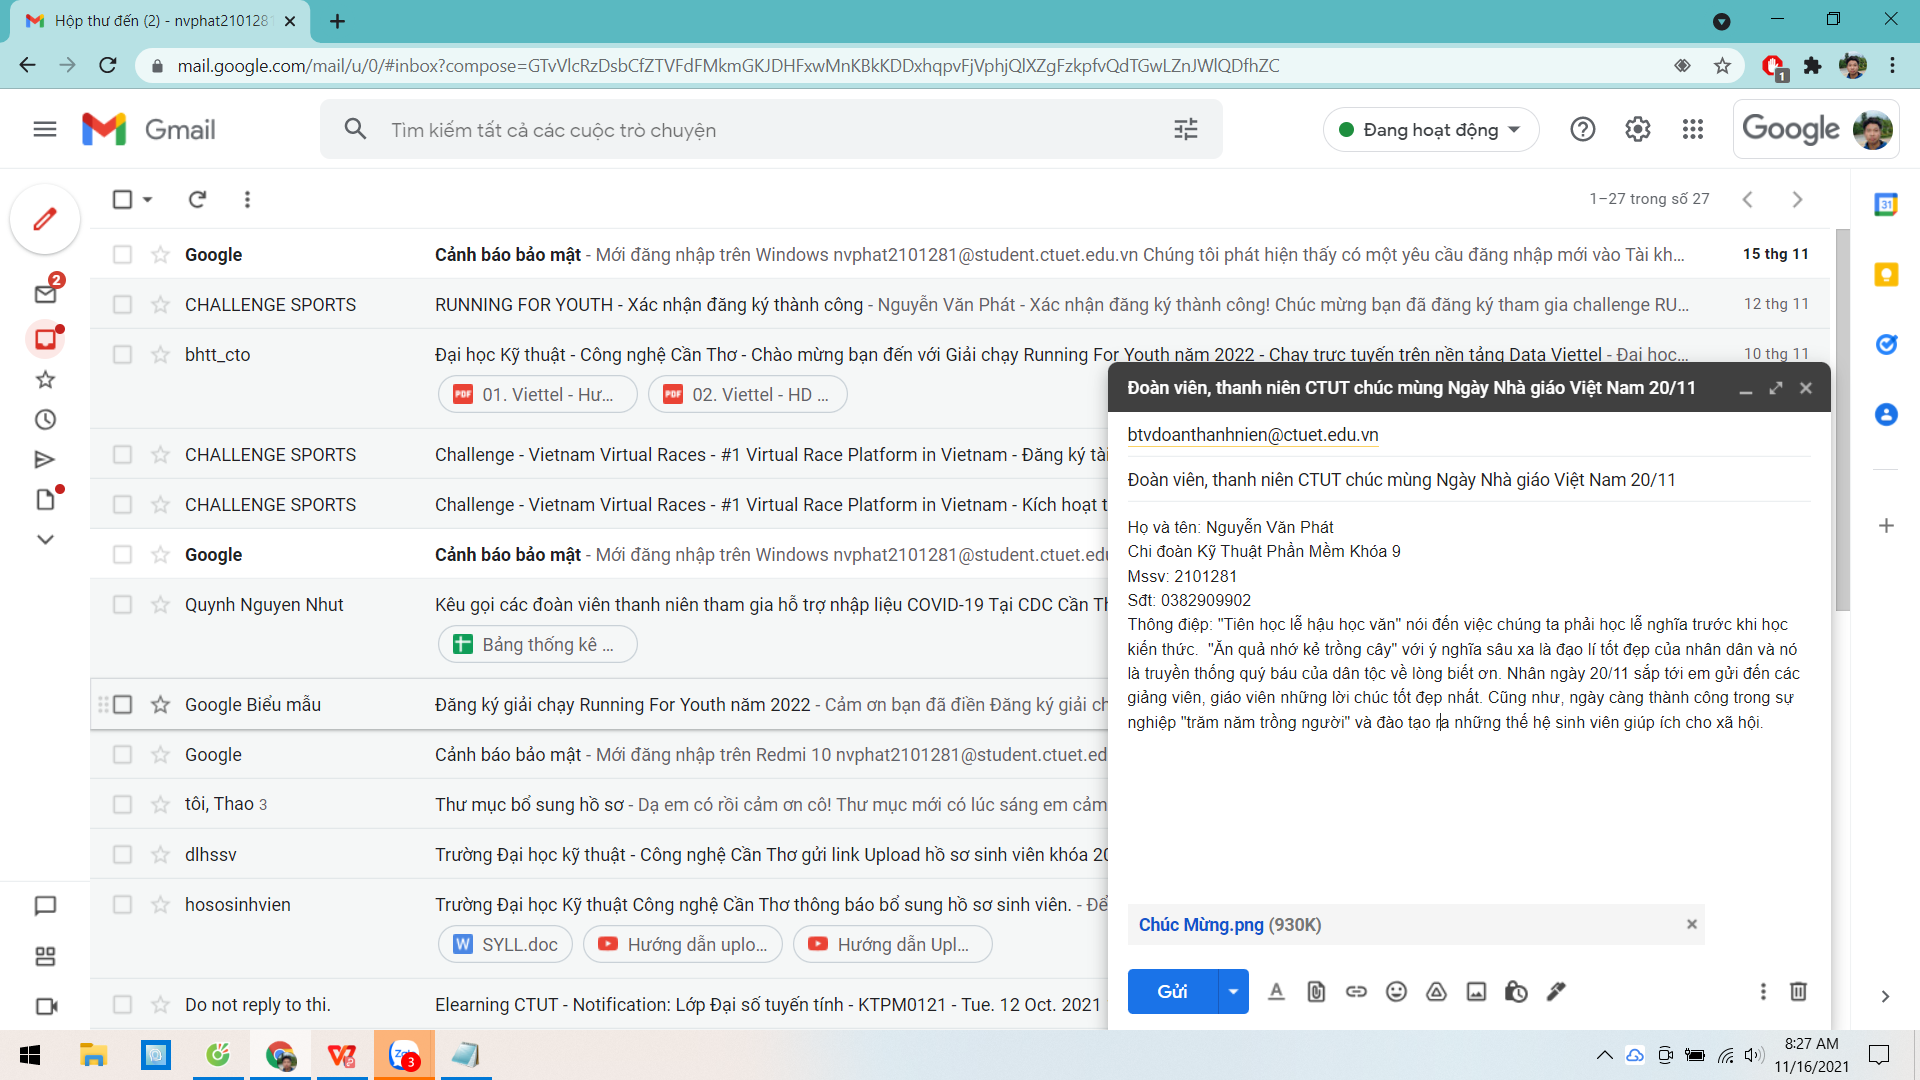 Hộp thư đến (2) - nvphat210128
mail.google.com/mail/u/0/#inbox?compose=GTvVlcRzDsbCfZTVFdFMkmGKJDHFxwMnKBkKDDxhqpvFjVphjQlXZgFzkpfvQdTGwLZnJWlQDfhZC
1
Gmail
Tìm kiếm tất cả các cuộc trò chuyện
Đang hoạt động
Google
1–27 trong số 27
31
2
Google Cảnh báo bảo mật - Mới đăng nhập trên Windows nvphat2101281@student.ctuet.edu.vn Chúng tôi phát hiện thấy có một yêu cầu đăng nhập mới vào Tài kh... 15 thg 11
CHALLENGE SPORTS RUNNING FOR YOUTH - Xác nhận đăng ký thành công - Nguyễn Văn Phát - Xác nhận đăng ký thành công! Chúc mừng bạn đã đăng ký tham gia challenge RU... 12 thg 11
bhtt_cto Đại học Kỹ thuật - Công nghệ Cần Thơ - Chào mừng bạn đến với Giải chạy Running For Youth năm 2022 - Chạy trực tuyến trên nền tảng Data Viettel - Đại học... 10 thg 11
PDF 01. Viettel - Hư... PDF 02. Viettel - HD ...
CHALLENGE SPORTS Challenge - Vietnam Virtual Races - #1 Virtual Race Platform in Vietnam - Đăng ký tài
CHALLENGE SPORTS Challenge - Vietnam Virtual Races - #1 Virtual Race Platform in Vietnam - Kích hoạt t
Google Cảnh báo bảo mật - Mới đăng nhập trên Windows nvphat2101281@student.ctuet.edu
Quynh Nguyen Nhut Kêu gọi các đoàn viên thanh niên tham gia hỗ trợ nhập liệu COVID-19 Tại CDC Cần Th
Bảng thống kê ...
Google Biểu mẫu Đăng ký giải chạy Running For Youth năm 2022 - Cảm ơn bạn đã điền Đăng ký giải ch
Google Cảnh báo bảo mật - Mới đăng nhập trên Redmi 10 nvphat2101281@student.ctuet.ed
tôi, Thao 3 Thư mục bổ sung hồ sơ - Dạ em có rồi cảm ơn cô! Thư mục mới có lúc sáng em cảm
dlhssv Trường Đại học kỹ thuật - Công nghệ Cần Thơ gửi link Upload hồ sơ sinh viên khóa 20
hososinhvien Trường Đại học Kỹ thuật Công nghệ Cần Thơ thông báo bổ sung hồ sơ sinh viên. - Để
W SYLL.doc Hướng dẫn uplo... Hướng dẫn Upl...
Do not reply to thi. Elearning CTUT - Notification: Lớp Đại số tuyến tính - KTPM0121 - Tue. 12 Oct. 2021
Đoàn viên, thanh niên CTUT chúc mùng Ngày Nhà giáo Việt Nam 20/11
btvdoanthanhnien@ctuet.edu.vn
Đoàn viên, thanh niên CTUT chúc mùng Ngày Nhà giáo Việt Nam 20/11
Họ và tên: Nguyễn Văn Phát
Chi đoàn Kỹ Thuật Phần Mềm Khóa 9
Mssv: 2101281
Sđt: 0382909902
Thông điệp: "Tiên học lễ hậu học văn" nói đến việc chúng ta phải học lễ nghĩa trước khi học
kiến thức. "Ăn quả nhớ kẻ trồng cây" với ý nghĩa sâu xa là đạo lí tốt đẹp của nhân dân và nó
là truyền thống quý báu của dân tộc về lòng biết ơn. Nhân ngày 20/11 sắp tới em gửi đến các
giảng viên, giáo viên những lời chúc tốt đẹp nhất. Cũng như, ngày càng thành công trong sự
nghiệp "trăm năm trồng người" và đào tạo ra những thế hệ sinh viên giúp ích cho xã hội.
Chúc Mừng.png (930K)
Gửi
3
8:27 AM
11/16/2021